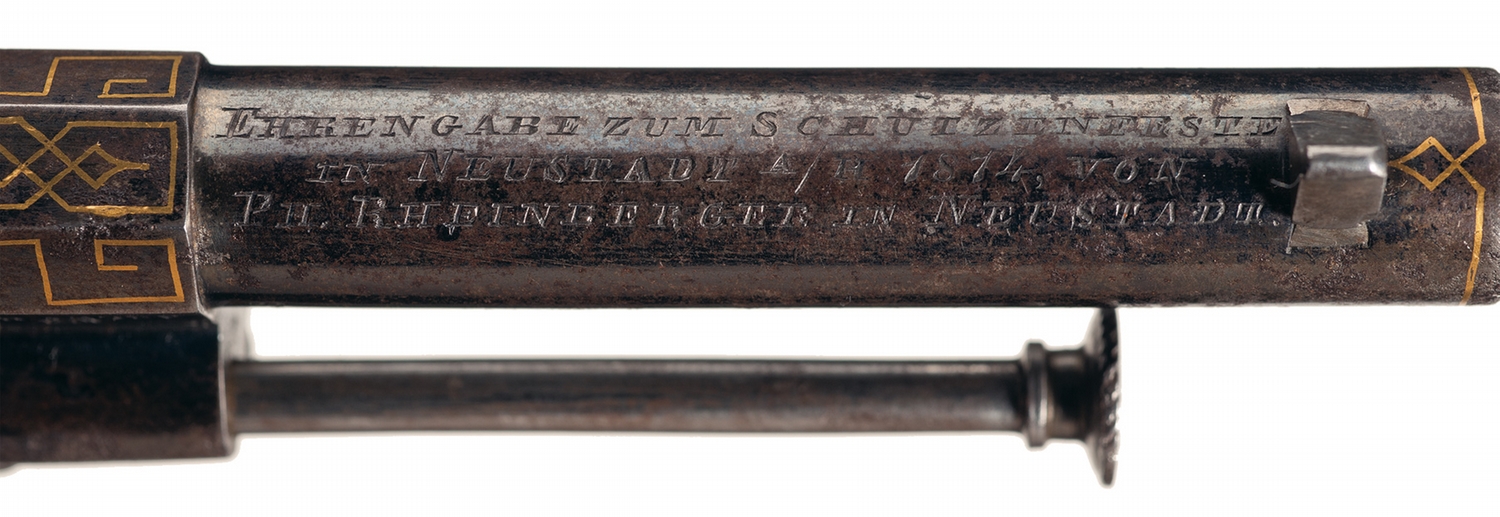 EHRENGABE ZUM SCHÜTZENFESTE
IN NEUSTADT A/H 1874, VON
PH. RHEINBERGER IN NEUSTADT.